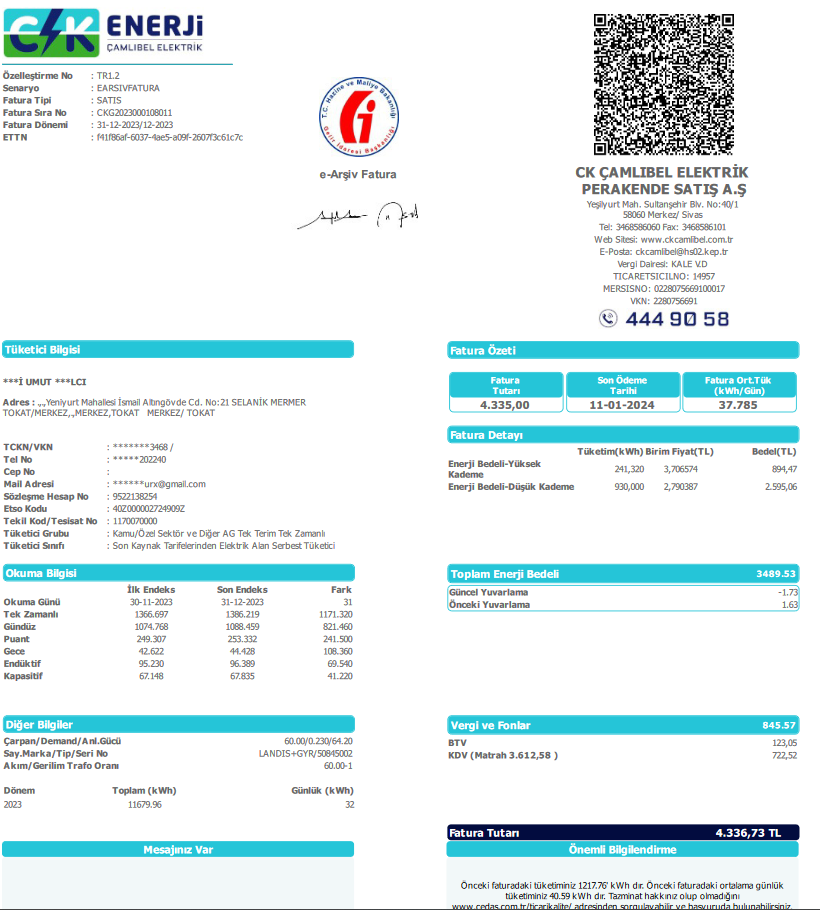 CK ENERJİ
ÇAMLIBEL ELEKTRİK
Özelleştirme No : TR1.2
Senaryo : EARSIVFATURA
Fatura Tipi : SATIS
Fatura Sıra No : CKG2023000108011
Fatura Dönemi : 31-12-2023/12-2023
ETTN : f41f86af-6037-4ae5-a09f-2607f3c61c7c
T.C. Hazine ve Maliye Bakanlığı
Gelir İdaresi Başkanlığı
e-Arşiv Fatura
CK ÇAMLIBEL ELEKTRİK
PERAKENDE SATIŞ A.Ş
Yeşilyurt Mah. Sultanşehir Blv. No:40/1
58060 Merkez/ Sivas
Tel: 3468586060 Fax: 3468586101
Web Sitesi: www.ckcamlibel.com.tr
E-Posta: ckcamlibel@hs02.kep.tr
Vergi Dairesi: KALE V.D
TICARETSICILNO: 14957
MERSISNO: 0228075669100017
VKN: 2280756691
444 90 58
Tüketici Bilgisi
***İ UMUT ***LCI
Adres : ,,,Yeniyurt Mahallesi İsmail Altıngövde Cd. No:21 SELANİK MERMER
TOKAT/MERKEZ,,MERKEZ,TOKAT MERKEZ/ TOKAT
TCKN/VKN : *******3468 /
Tel No : *****202240
Cep No :
Mail Adresi : ******urx@gmail.com
Sözleşme Hesap No : 9522138254
Etso Kodu : 40Z0000002724909Z
Tekil Kod/Tesisat No : 1170070000
Tüketici Grubu : Kamu/Özel Sektör ve Diğer AG Tek Terim Tek Zamanlı
Tüketici Sınıfı : Son Kaynak Tarifelerinden Elektrik Alan Serbest Tüketici
Fatura Özeti
Fatura Tutarı Son Ödeme Tarihi Fatura Ort.Tük (kWh/Gün)
4.335,00 11-01-2024 37.785
Fatura Detayı
Tüketim(kWh) Birim Fiyat(TL) Bedel(TL)
Enerji Bedeli-Yüksek Kademe 241,320 3,706574 894,47
Enerji Bedeli-Düşük Kademe 930,000 2,790387 2.595,06
Okuma Bilgisi
İlk Endeks Son Endeks Fark
Okuma Günü 30-11-2023 31-12-2023 31
Tek Zamanlı 1366.697 1386.219 1171.320
Gündüz 1074.768 1088.459 821.460
Puant 249.307 253.332 241.500
Gece 42.622 44.428 108.360
Endüktif 95.230 96.389 69.540
Kapasitif 67.148 67.835 41.220
Toplam Enerji Bedeli 3489.53
Güncel Yuvarlama -1.73
Önceki Yuvarlama 1.63
Diğer Bilgiler
Çarpan/Demand/Anl.Gücü 60.00/0.230/64.20
Say.Marka/Tip/Seri No LANDIS+GYR/50845002
Akım/Gerilim Trafo Oranı 60.00-1
Dönem Toplam (kWh) Günlük (kWh)
2023 11679.96 32
Vergi ve Fonlar 845.57
BTV 123,05
KDV (Matrah 3.612,58 ) 722,52
Fatura Tutarı 4.336,73 TL
Mesajınız Var
Önemli Bilgilendirme
Önceki faturadaki tüketiminiz 1217.76' kWh dır. Önceki faturadaki ortalama günlük
tüketiminiz 40.59 kWh dır. Tazminat hakkınız olup olmadığını
www.cedas.com.tr/ticarikalite/ adresinden sorgulayabilir ve başvuruda bulunabilirsiniz.